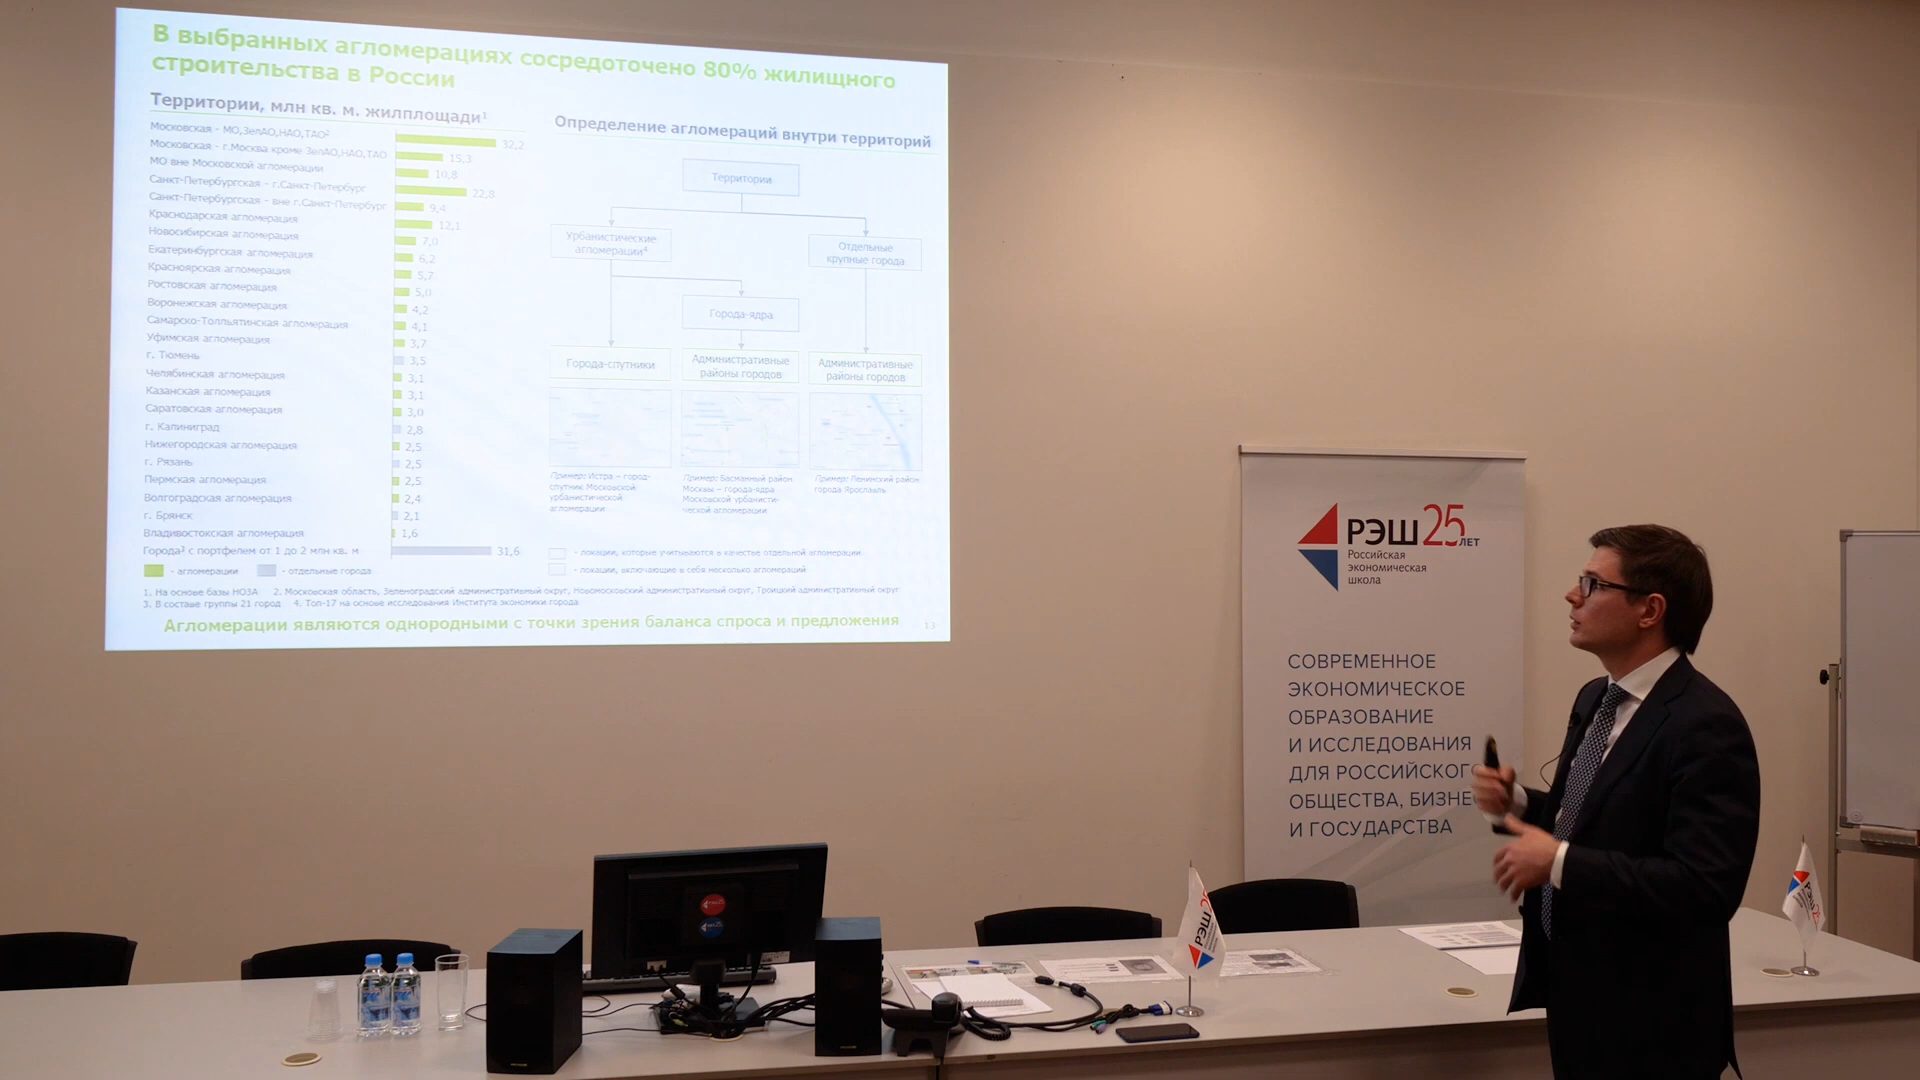 В выбранных агломерациях сосредоточено 80% жилищного
строительства в России
Территории, млн кв. м. жилплощади¹
Московская - МО,ЗелАО,НАО,ТАО² 32,2
Московская - г.Москва кроме ЗелАО,НАО,ТАО 15,3
МО вне Московской агломерации 10,8
Санкт-Петербургская - г.Санкт-Петербург 22,8
Санкт-Петербургская - вне г.Санкт-Петербург 9,4
Краснодарская агломерация 12,1
Новосибирская агломерация 7,0
Екатеринбургская агломерация 6,2
Красноярская агломерация 5,7
Ростовская агломерация 5,0
Воронежская агломерация 4,2
Самарско-Толльятинская агломерация 4,1
Уфимская агломерация 3,7
г. Тюмень 3,5
Челябинская агломерация 3,1
Казанская агломерация 3,1
Саратовская агломерация 3,0
г. Калининград 2,8
Нижегородская агломерация 2,5
г. Рязань 2,5
Пермская агломерация 2,5
Волгоградская агломерация 2,4
г. Брянск 2,1
Владивостокская агломерация 1,6
Города³ с портфелем от 1 до 2 млн кв. м 31,6
- агломерации - отдельные города
Определение агломераций внутри территорий
Территории
Урбанистические
агломерации⁴
Отдельные
крупные города
Города-ядра
Города-спутники
Административные
районы городов
Административные
районы городов
Пример: Истра – город-
спутник Московской
урбанистической
агломерации
Пример: Басманный район
Москвы – города-ядра
Московской урбанисти-
ческой агломерации
Пример: Ленинский район
города Ярославль
- локации, которые учитываются в качестве отдельной агломерации
- локации, включающие в себя несколько агломераций
1. На основе базы НОЗА 2. Московская область, Зеленоградский административный округ, Новомосковский административный округ, Троицкий административный округ
3. В составе группы 21 город 4. Топ-17 на основе исследования Института экономики города
Агломерации являются однородными с точки зрения баланса спроса и предложения
13
РЭШ 25 ЛЕТ
Российская
экономическая
школа
СОВРЕМЕННОЕ
ЭКОНОМИЧЕСКОЕ
ОБРАЗОВАНИЕ
И ИССЛЕДОВАНИЯ
ДЛЯ РОССИЙСКОГО
ОБЩЕСТВА, БИЗНЕ
И ГОСУДАРСТВА
РЭШ 2
РЭШ 2